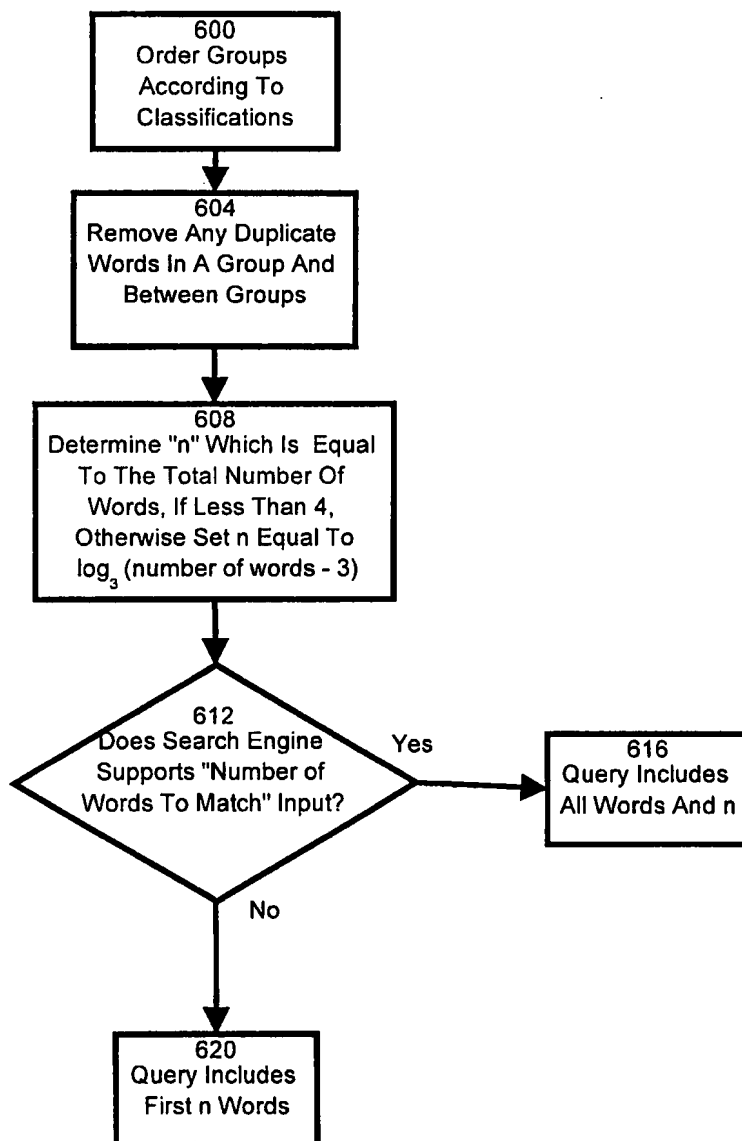 600
Order Groups
According To
Classifications
604
Remove Any Duplicate
Words In A Group And
Between Groups
608
Determine "n" Which Is Equal
To The Total Number Of
Words, If Less Than 4,
Otherwise Set n Equal To
log₃ (number of words - 3)
612
Does Search Engine
Supports "Number of
Words To Match" Input?
Yes
616
Query Includes
All Words And n
No
620
Query Includes
First n Words